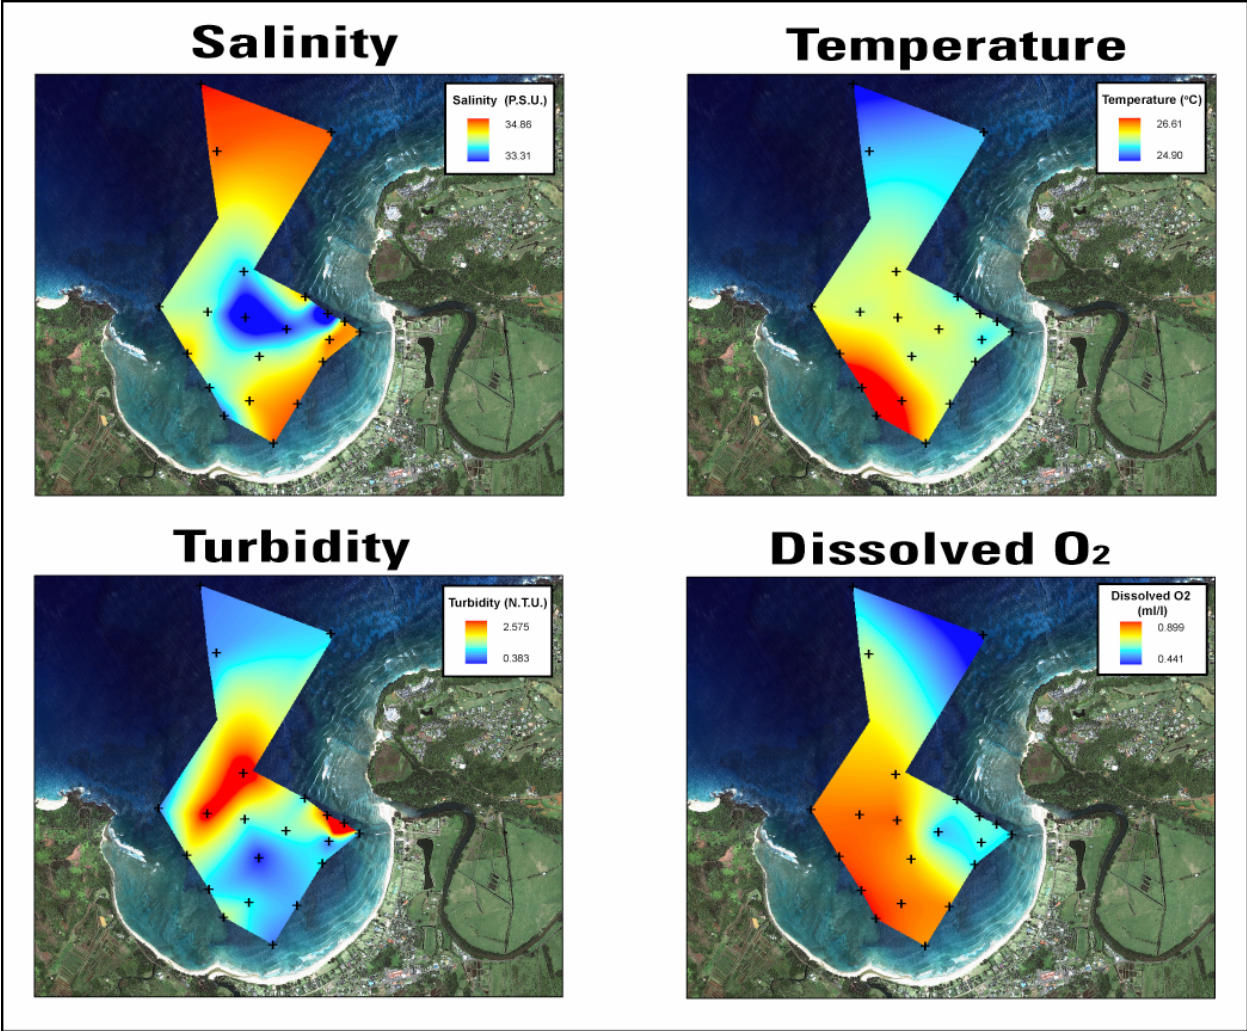 Salinity
Salinity (P.S.U.)
34.86
33.31
Temperature
Temperature (°C)
26.61
24.90
Turbidity
Turbidity (N.T.U.)
2.575
0.383
Dissolved O2
Dissolved O2
(ml/l)
0.899
0.441